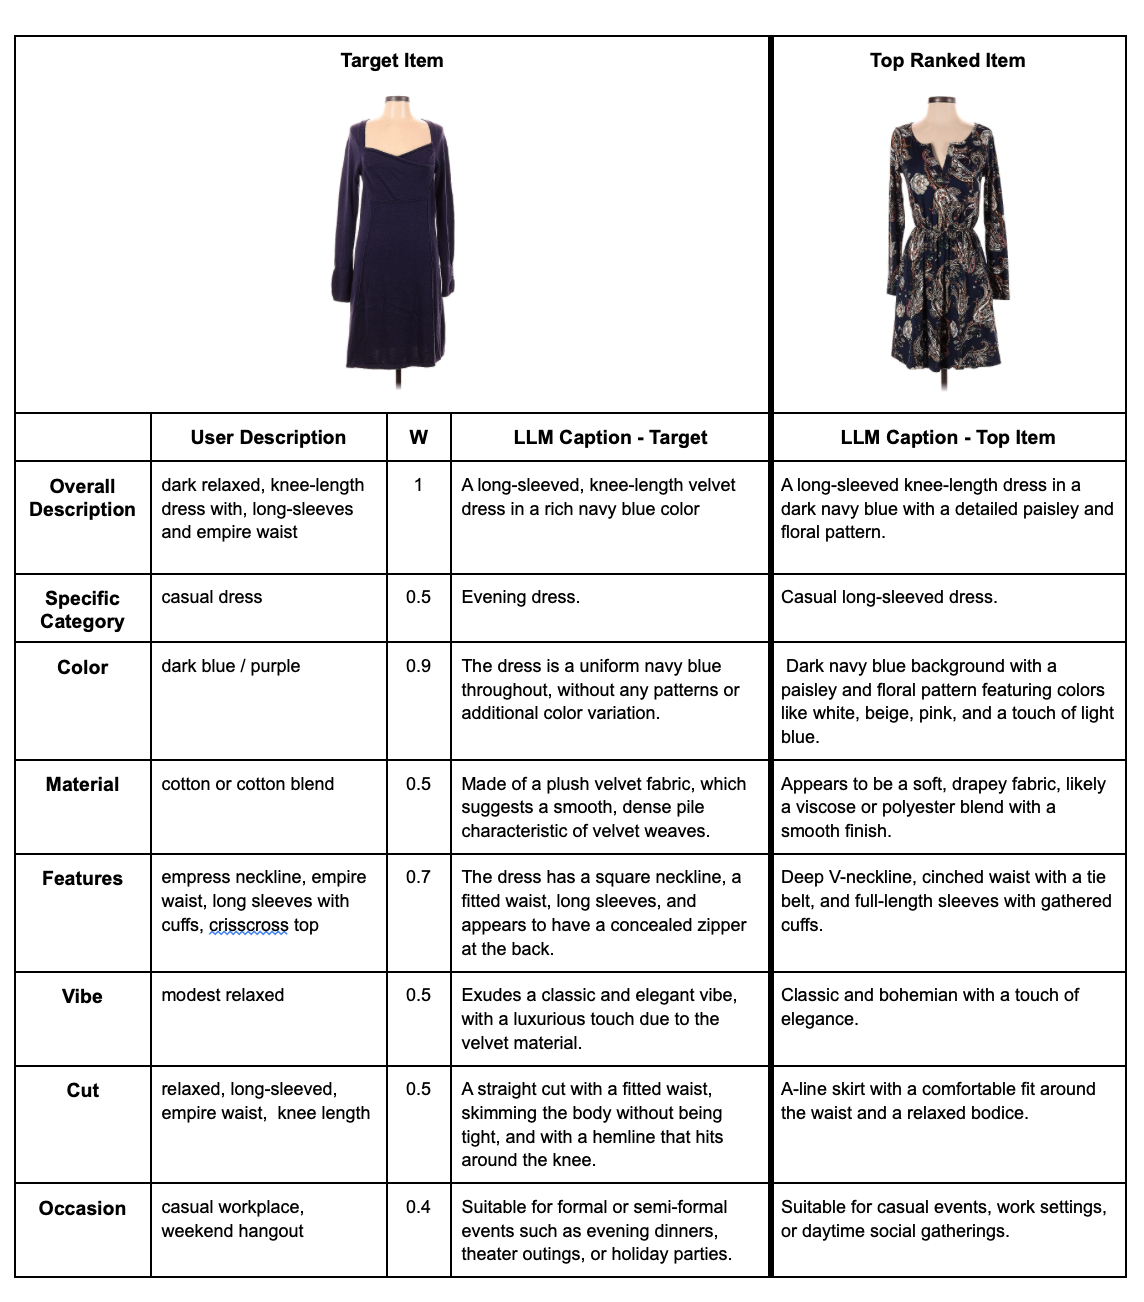 Target Item
Top Ranked Item
User Description
W
LLM Caption - Target
LLM Caption - Top Item
Overall
Description
dark relaxed, knee-length
dress with, long-sleeves
and empire waist
1
A long-sleeved, knee-length velvet
dress in a rich navy blue color
A long-sleeved knee-length dress in a
dark navy blue with a detailed paisley and
floral pattern.
Specific
Category
casual dress
0.5
Evening dress.
Casual long-sleeved dress.
Color
dark blue / purple
0.9
The dress is a uniform navy blue
throughout, without any patterns or
additional color variation.
Dark navy blue background with a
paisley and floral pattern featuring colors
like white, beige, pink, and a touch of light
blue.
Material
cotton or cotton blend
0.5
Made of a plush velvet fabric, which
suggests a smooth, dense pile
characteristic of velvet weaves.
Appears to be a soft, drapey fabric, likely
a viscose or polyester blend with a
smooth finish.
Features
empress neckline, empire
waist, long sleeves with
cuffs, crisscross top
0.7
The dress has a square neckline, a
fitted waist, long sleeves, and
appears to have a concealed zipper
at the back.
Deep V-neckline, cinched waist with a tie
belt, and full-length sleeves with gathered
cuffs.
Vibe
modest relaxed
0.5
Exudes a classic and elegant vibe,
with a luxurious touch due to the
velvet material.
Classic and bohemian with a touch of
elegance.
Cut
relaxed, long-sleeved,
empire waist,  knee length
0.5
A straight cut with a fitted waist,
skimming the body without being
tight, and with a hemline that hits
around the knee.
A-line skirt with a comfortable fit around
the waist and a relaxed bodice.
Occasion
casual workplace,
weekend hangout
0.4
Suitable for formal or semi-formal
events such as evening dinners,
theater outings, or holiday parties.
Suitable for casual events, work settings,
or daytime social gatherings.